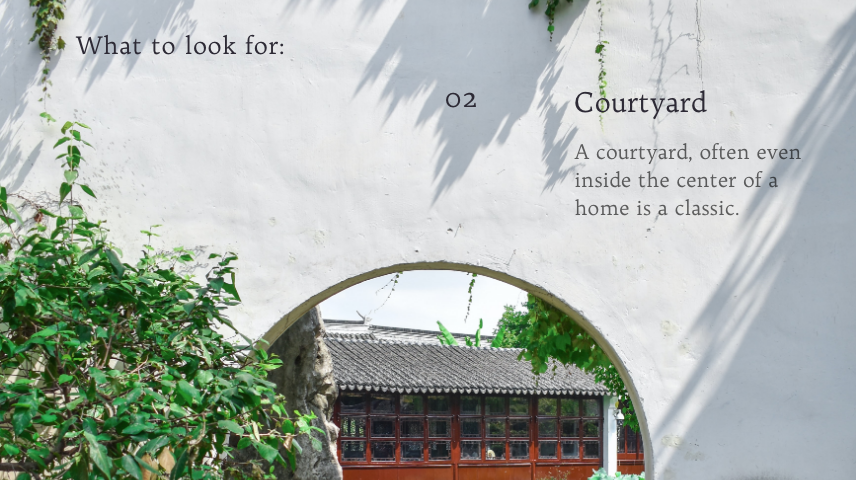 What to look for:
02
Courtyard
A courtyard, often even
inside the center of a
home is a classic.